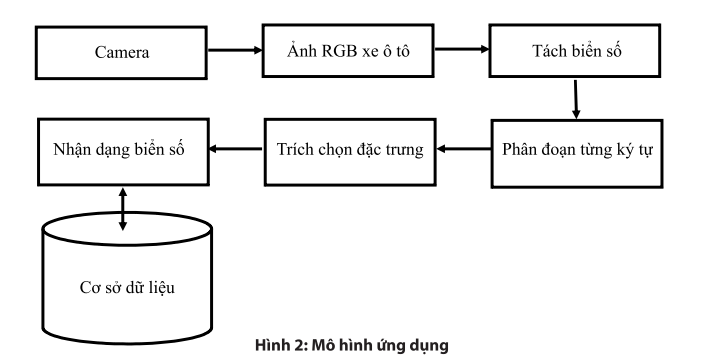 Camera
Ảnh RGB xe ô tô
Tách biển số
Phân đoạn từng ký tự
Trích chọn đặc trưng
Nhận dạng biển số
Cơ sở dữ liệu
Hình 2: Mô hình ứng dụng